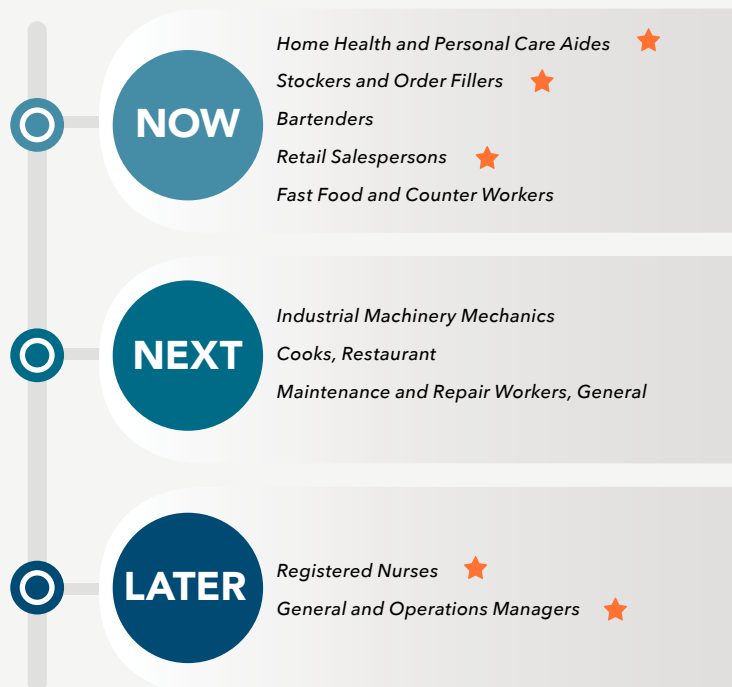 NOW
Home Health and Personal Care Aides
Stockers and Order Fillers
Bartenders
Retail Salespersons
Fast Food and Counter Workers
NEXT
Industrial Machinery Mechanics
Cooks, Restaurant
Maintenance and Repair Workers, General
LATER
Registered Nurses
General and Operations Managers